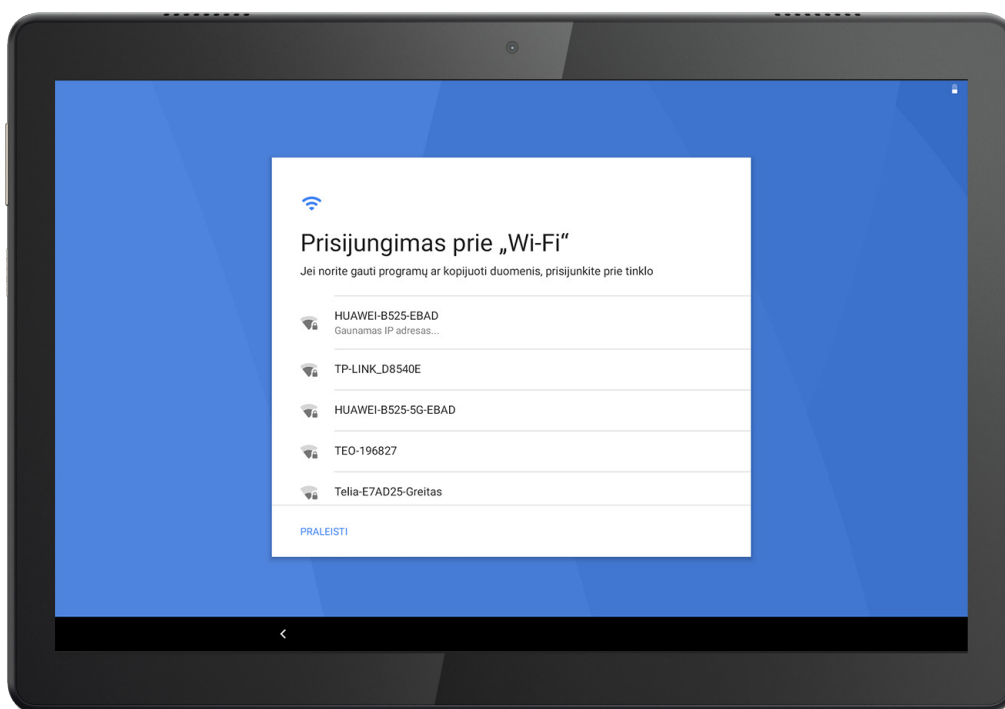 Prisijungimas prie „Wi-Fi“
Jei norite gauti programų ar kopijuoti duomenis, prisijunkite prie tinklo
HUAWEI-B525-EBAD
Gaunamas IP adresas...
TP-LINK_D8540E
HUAWEI-B525-5G-EBAD
TEO-196827
Telia-E7AD25-Greitas
PRALEISTI